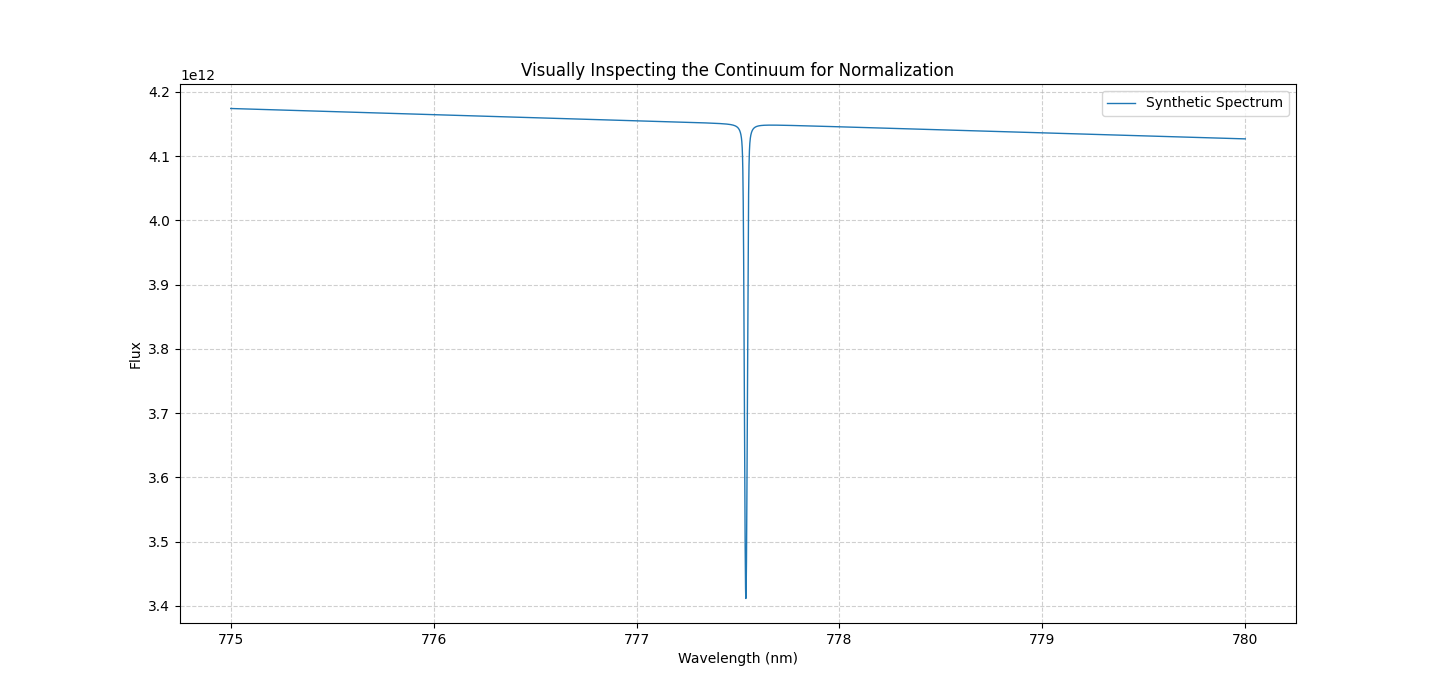 Visually Inspecting the Continuum for Normalization
1e12
Synthetic Spectrum
4.2
4.1
4.0
3.9
3.8
3.7
3.6
3.5
3.4
Flux
775 776 777 778 779 780
Wavelength (nm)